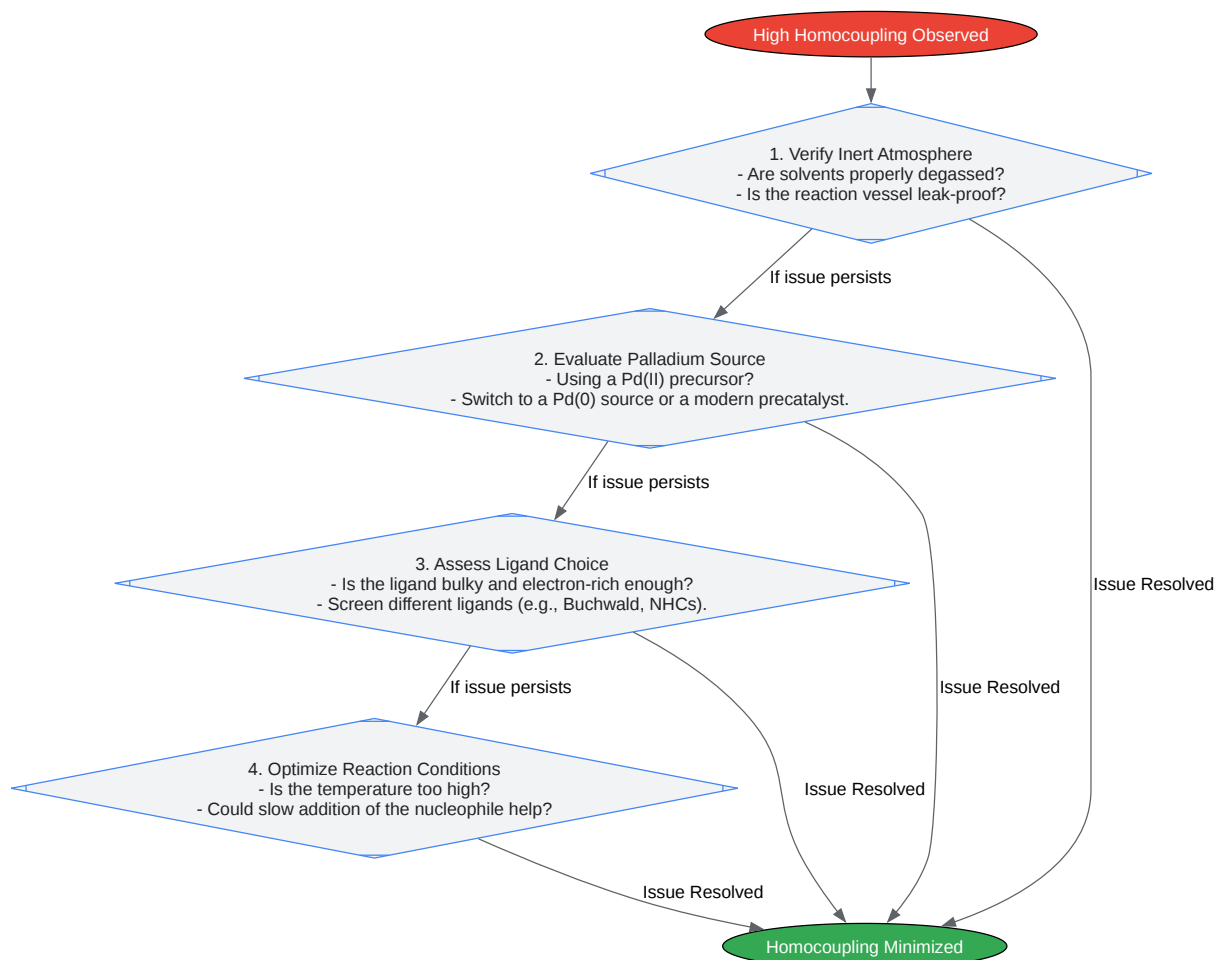 High Homocoupling Observed
1. Verify Inert Atmosphere
- Are solvents properly degassed?
- Is the reaction vessel leak-proof?
If issue persists
2. Evaluate Palladium Source
- Using a Pd(II) precursor?
- Switch to a Pd(0) source or a modern precatalyst.
If issue persists
3. Assess Ligand Choice
- Is the ligand bulky and electron-rich enough?
- Screen different ligands (e.g., Buchwald, NHCs).
Issue Resolved
If issue persists
Issue Resolved
4. Optimize Reaction Conditions
- Is the temperature too high?
- Could slow addition of the nucleophile help?
Issue Resolved
Issue Resolved
Homocoupling Minimized